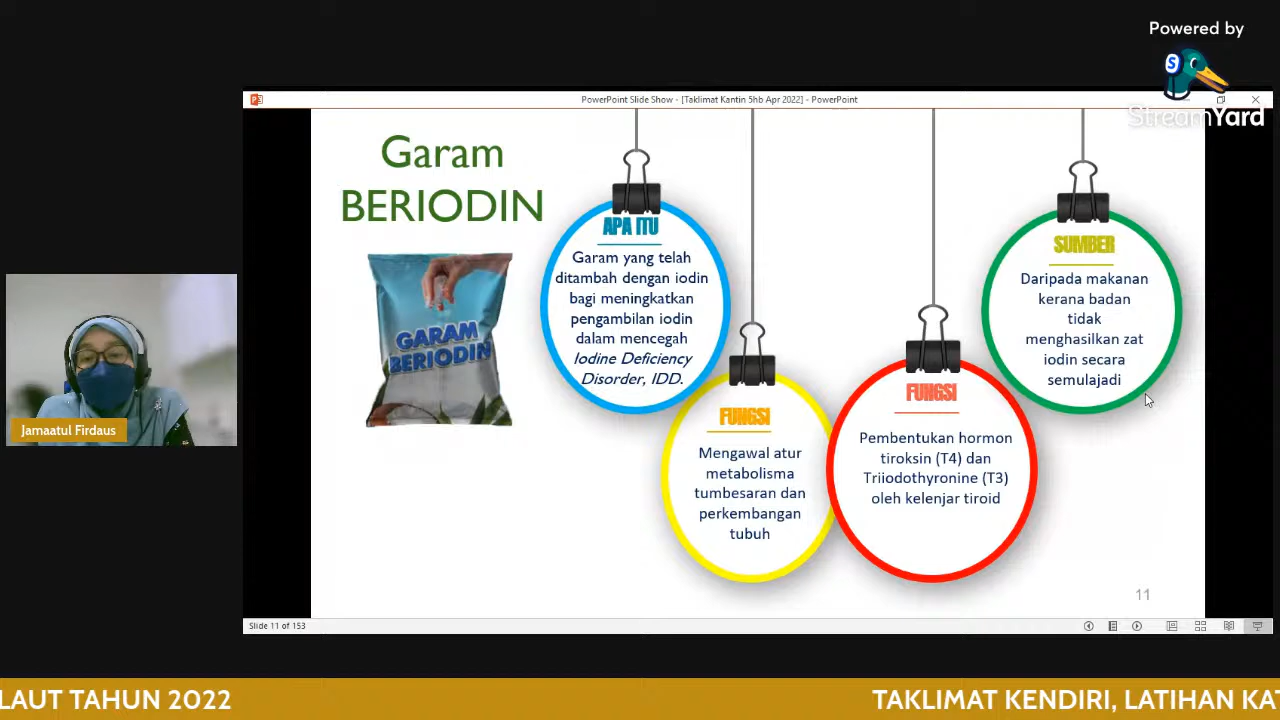 Powered by
StreamYard
PowerPoint Slide Show - [Taklimat Kantin 5hb Apr 2022] - PowerPoint
Garam
BERIODIN
GARAM
BERIODIN
APA ITU
Garam yang telah
ditambah dengan iodin
bagi meningkatkan
pengambilan iodin
dalam mencegah
Iodine Deficiency
Disorder, IDD.
FUNGSI
Mengawal atur
metabolisma
tumbesaran dan
perkembangan
tubuh
FUNGSI
Pembentukan hormon
tiroksin (T4) dan
Triiodothyronine (T3)
oleh kelenjar tiroid
SUMBER
Daripada makanan
kerana badan
tidak
menghasilkan zat
iodin secara
semulajadi
11
Slide 11 of 153
Jamaatul Firdaus
LAUT TAHUN 2022
TAKLIMAT KENDIRI, LATIHAN KAT